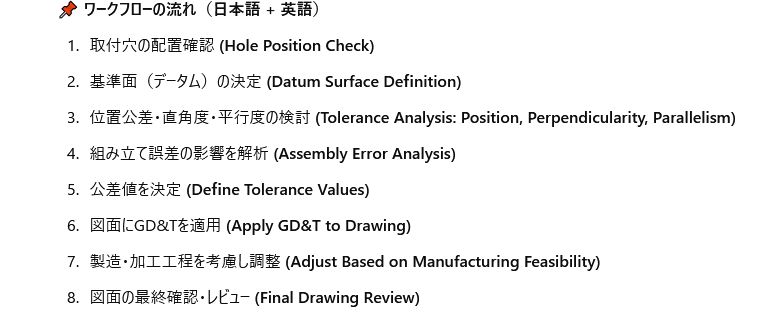 📌 ワークフローの流れ（日本語 + 英語）
1. 取付穴の配置確認 (Hole Position Check)
2. 基準面（データム）の決定 (Datum Surface Definition)
3. 位置公差・直角度・平行度の検討 (Tolerance Analysis: Position, Perpendicularity, Parallelism)
4. 組み立て誤差の影響を解析 (Assembly Error Analysis)
5. 公差値を決定 (Define Tolerance Values)
6. 図面にGD&Tを適用 (Apply GD&T to Drawing)
7. 製造・加工工程を考慮し調整 (Adjust Based on Manufacturing Feasibility)
8. 図面の最終確認・レビュー (Final Drawing Review)